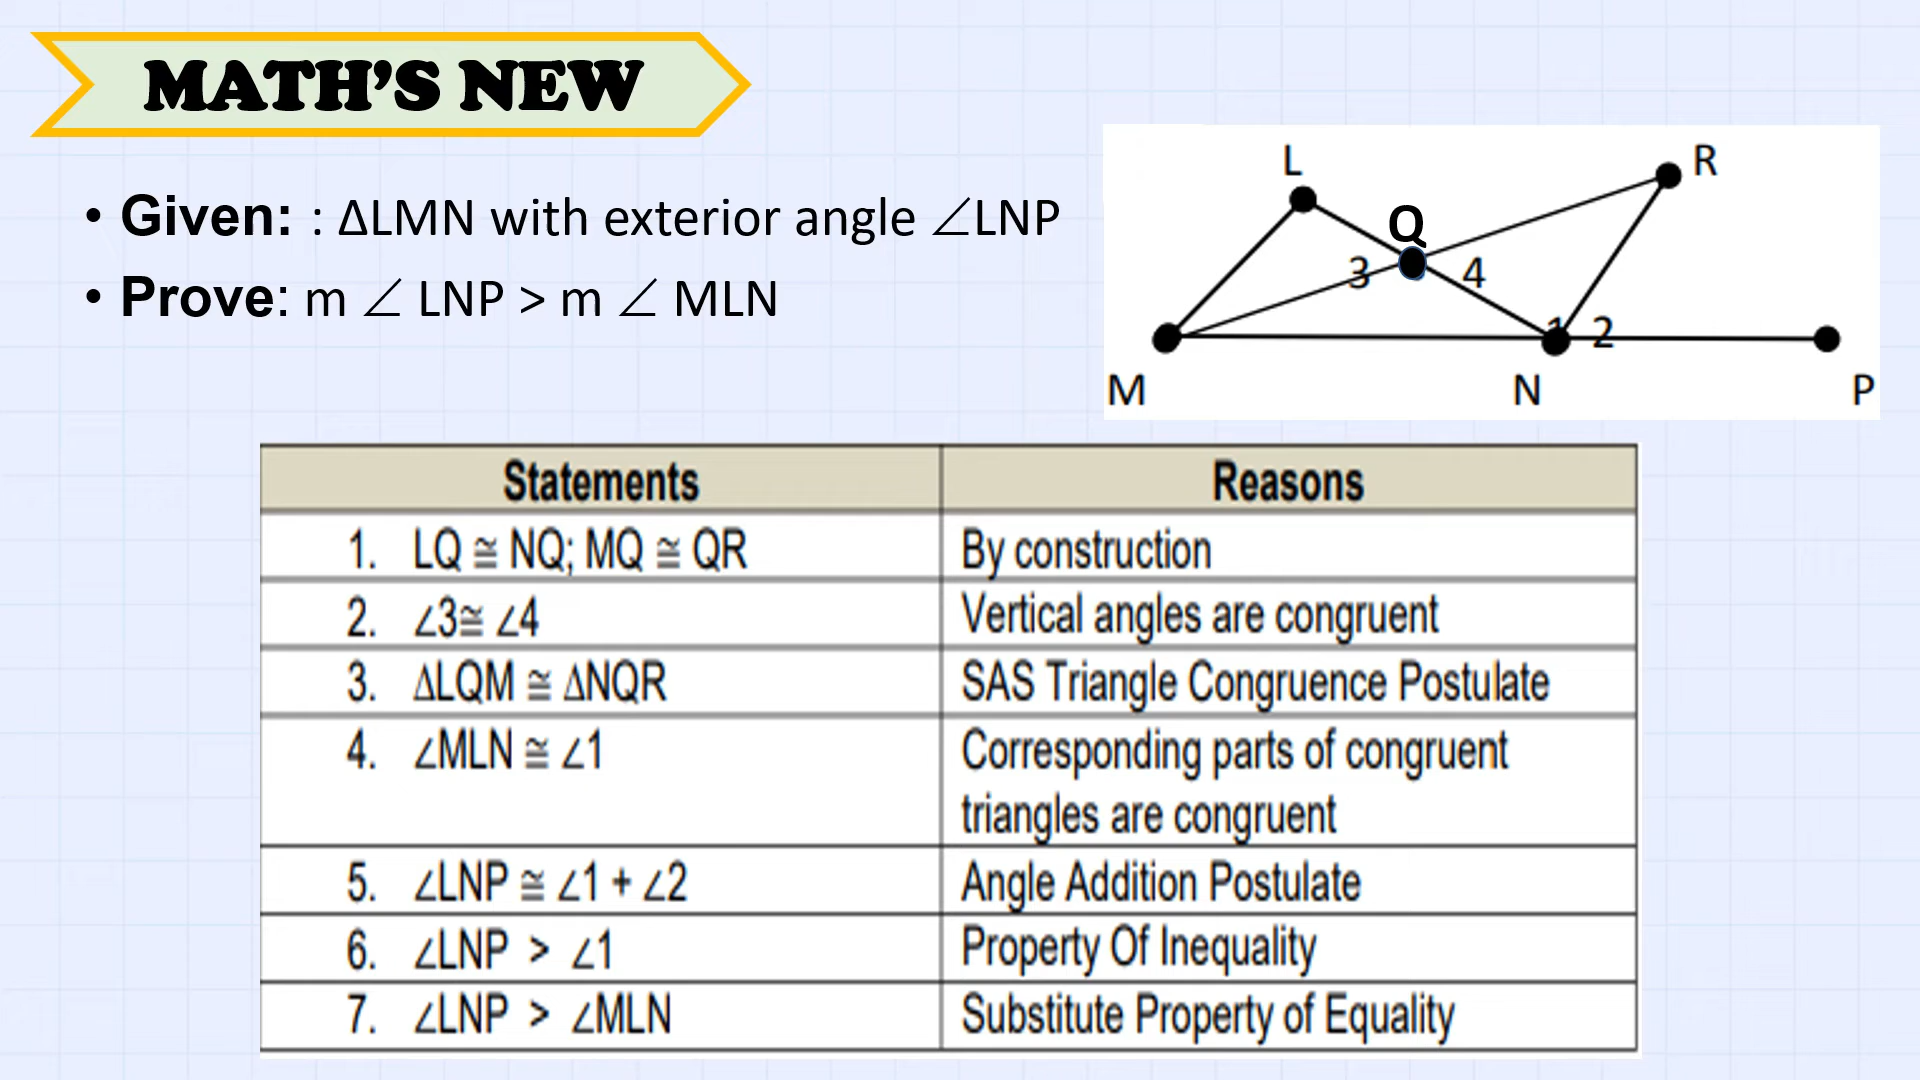 MATH'S NEW
• Given: : ∆LMN with exterior angle ∠LNP
• Prove: m ∠ LNP > m ∠ MLN
L
R
Q
3
4
1
2
M
N
P
Statements
Reasons
1. LQ ≅ NQ; MQ ≅ QR
By construction
2. ∠3≅ ∠4
Vertical angles are congruent
3. ∆LQM ≅ ∆NQR
SAS Triangle Congruence Postulate
4. ∠MLN ≅ ∠1
Corresponding parts of congruent
triangles are congruent
5. ∠LNP ≅ ∠1 + ∠2
Angle Addition Postulate
6. ∠LNP > ∠1
Property Of Inequality
7. ∠LNP > ∠MLN
Substitute Property of Equality